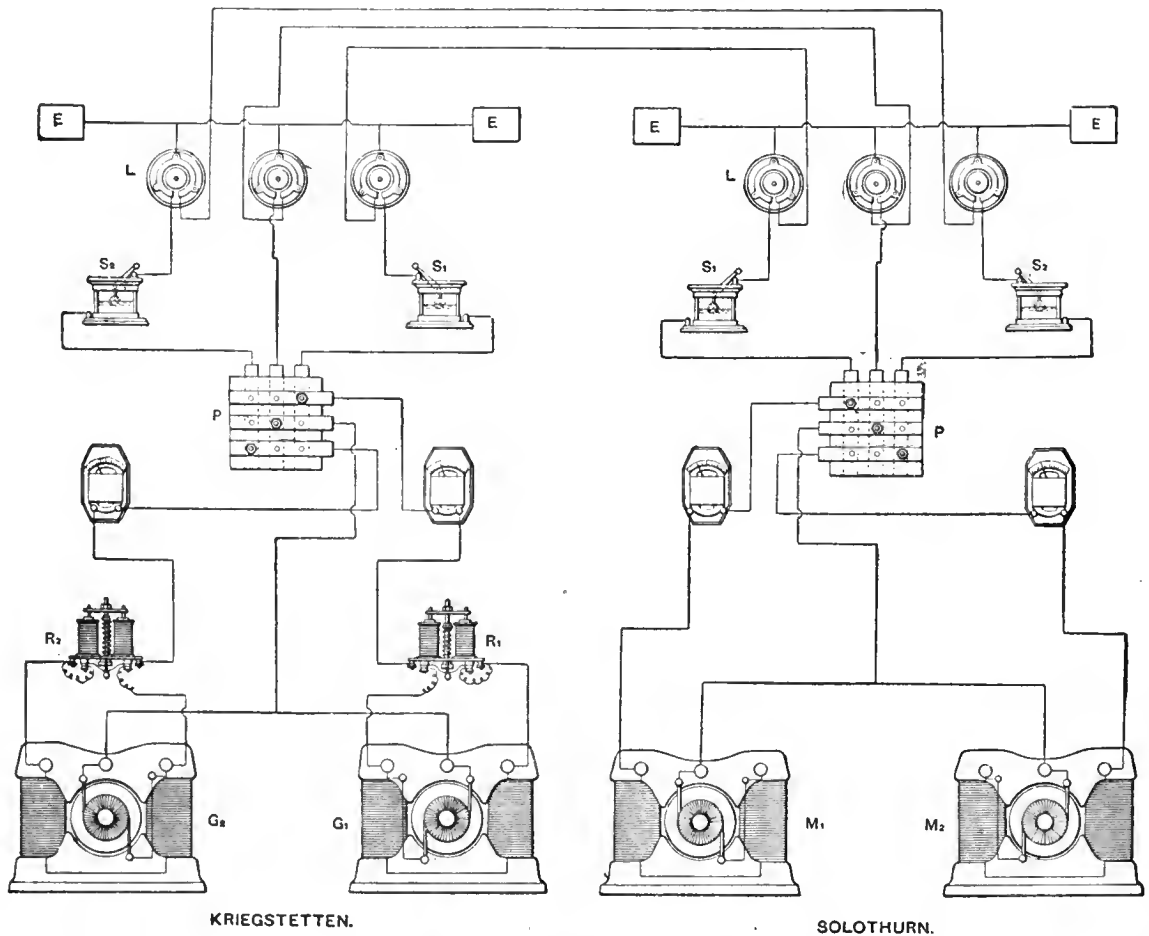 E E E E
L L
S₂ S₁ S₁ S₂
P P
R₂ R₁
G₂ G₁ M₁ M₂
KRIEGSTETTEN. SOLOTHURN.